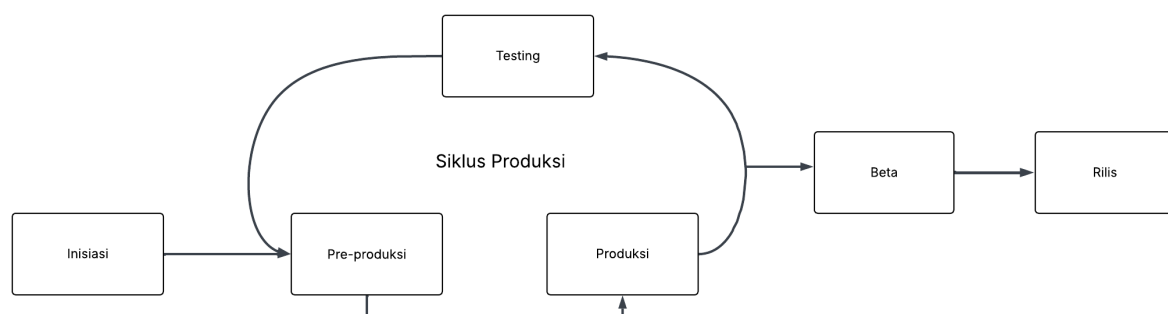 Testing
Siklus Produksi
Beta
Rilis
Inisiasi
Pre-produksi
Produksi